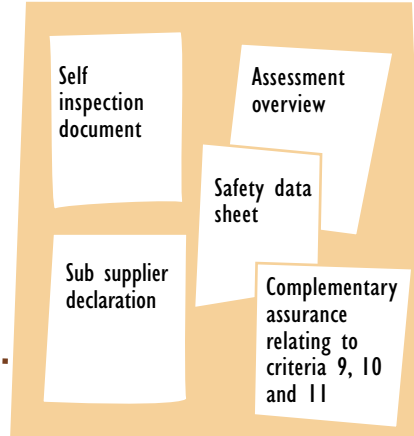 Self
inspection
document
Assessment
overview
Safety data
sheet
Sub supplier
declaration
Complementary
assurance
relating to
criteria 9, 10
and 11